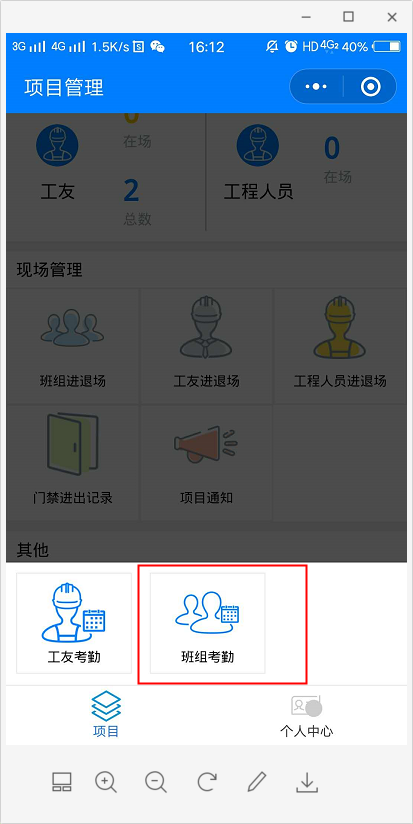 3G 4G 1.5K/s 16:12 HD 4G2 40%
项目管理
0 0
在场 在场
工友 工程人员
2
总数
现场管理
班组进退场 工友进退场 工程人员进退场
门禁进出记录 项目通知
其他
工友考勤 班组考勤
项目 个人中心